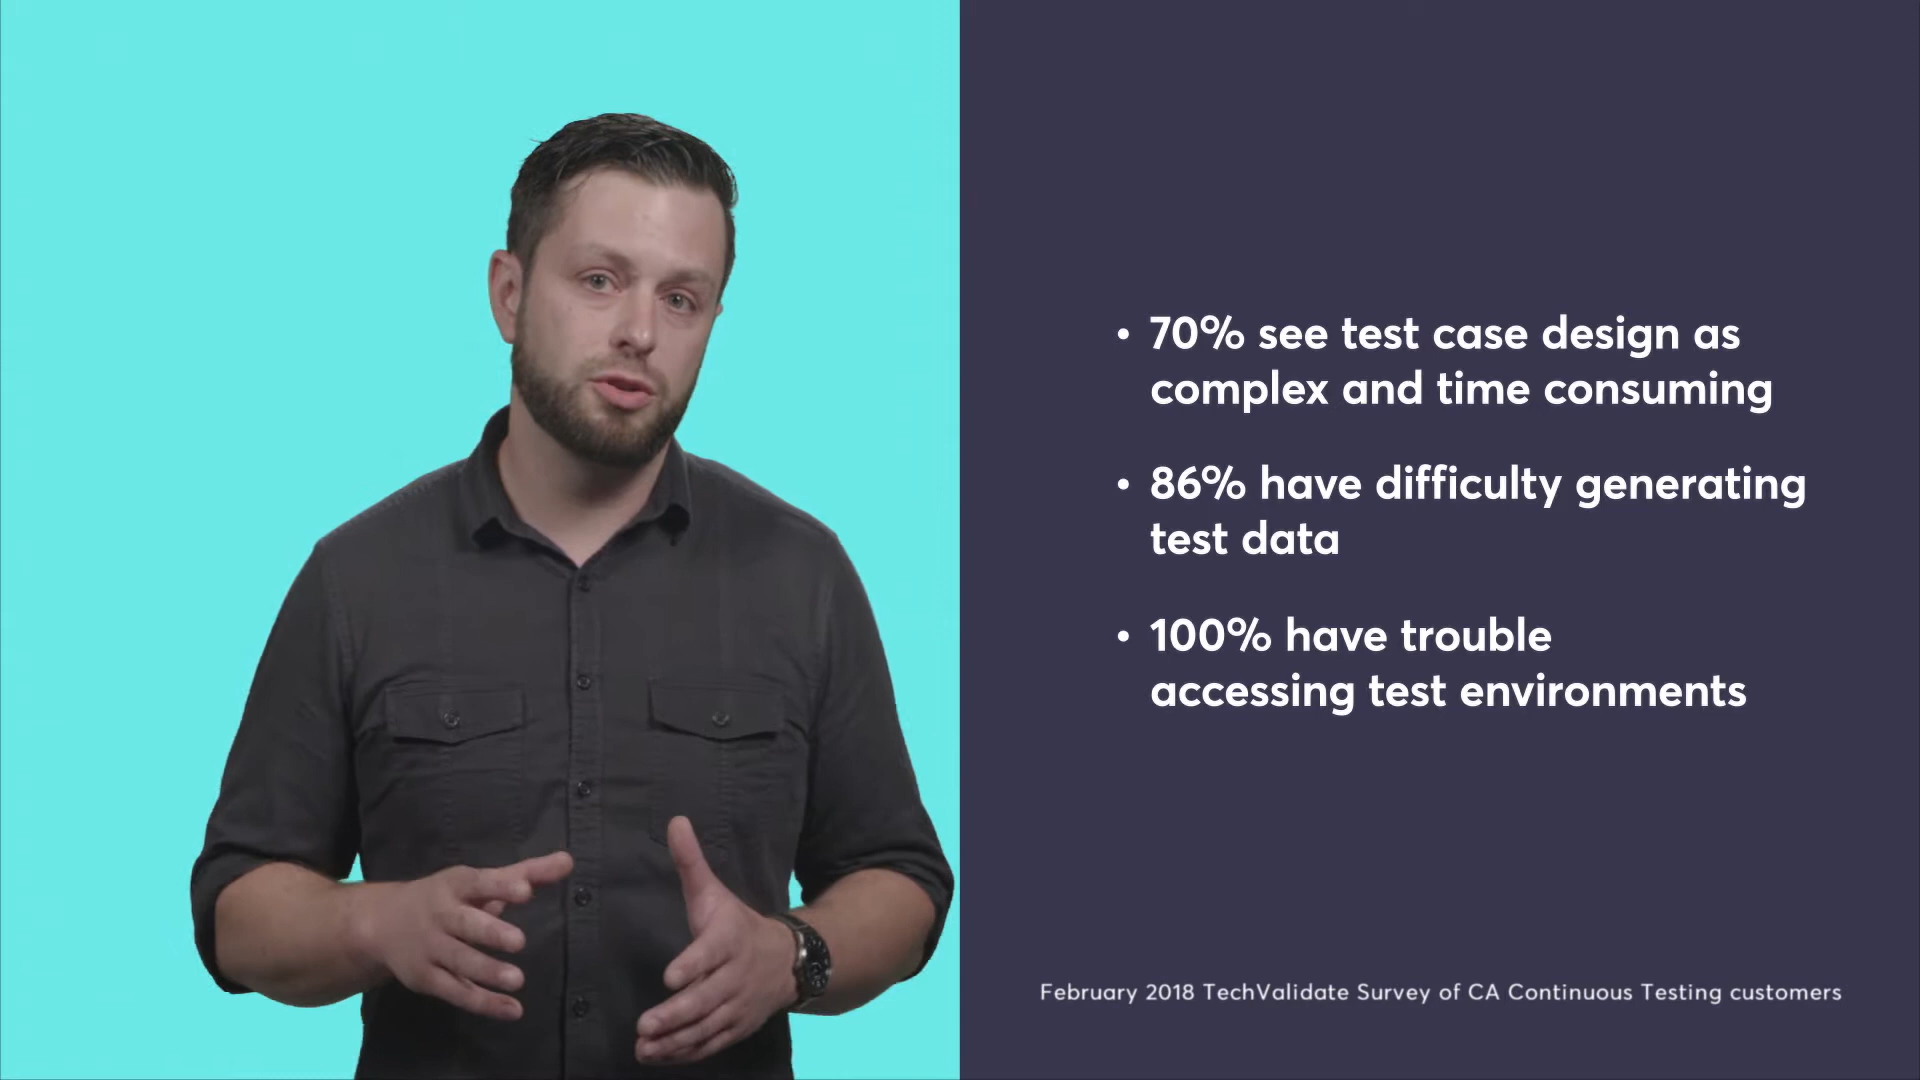 • 70% see test case design as
complex and time consuming
• 86% have difficulty generating
test data
• 100% have trouble
accessing test environments
February 2018 TechValidate Survey of CA Continuous Testing customers